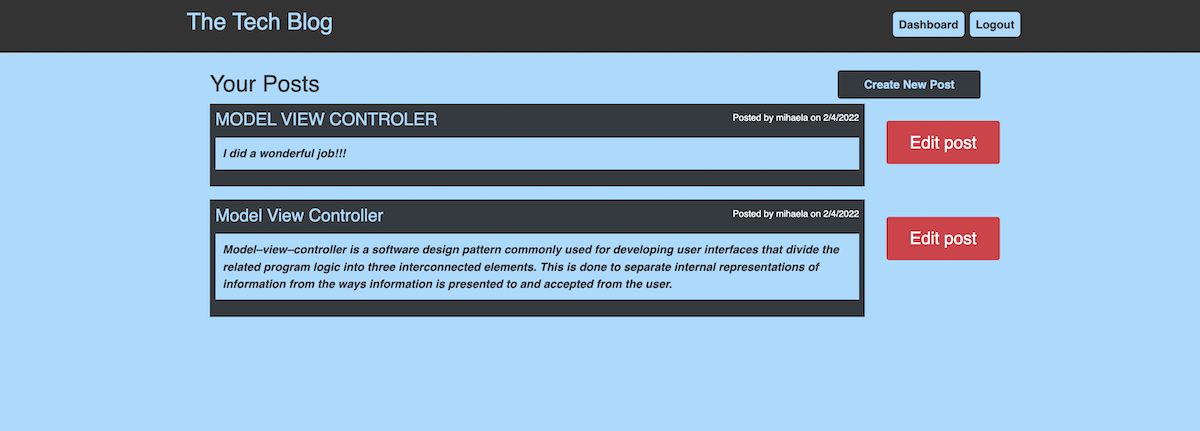 The Tech Blog
Dashboard
Logout
Your Posts
Create New Post
MODEL VIEW CONTROLER
Posted by mihaela on 2/4/2022
Edit post
I did a wonderful job!!!
Model View Controller
Posted by mihaela on 2/4/2022
Edit post
Model–view–controller is a software design pattern commonly used for developing user interfaces that divide the
related program logic into three interconnected elements. This is done to separate internal representations of
information from the ways information is presented to and accepted from the user.